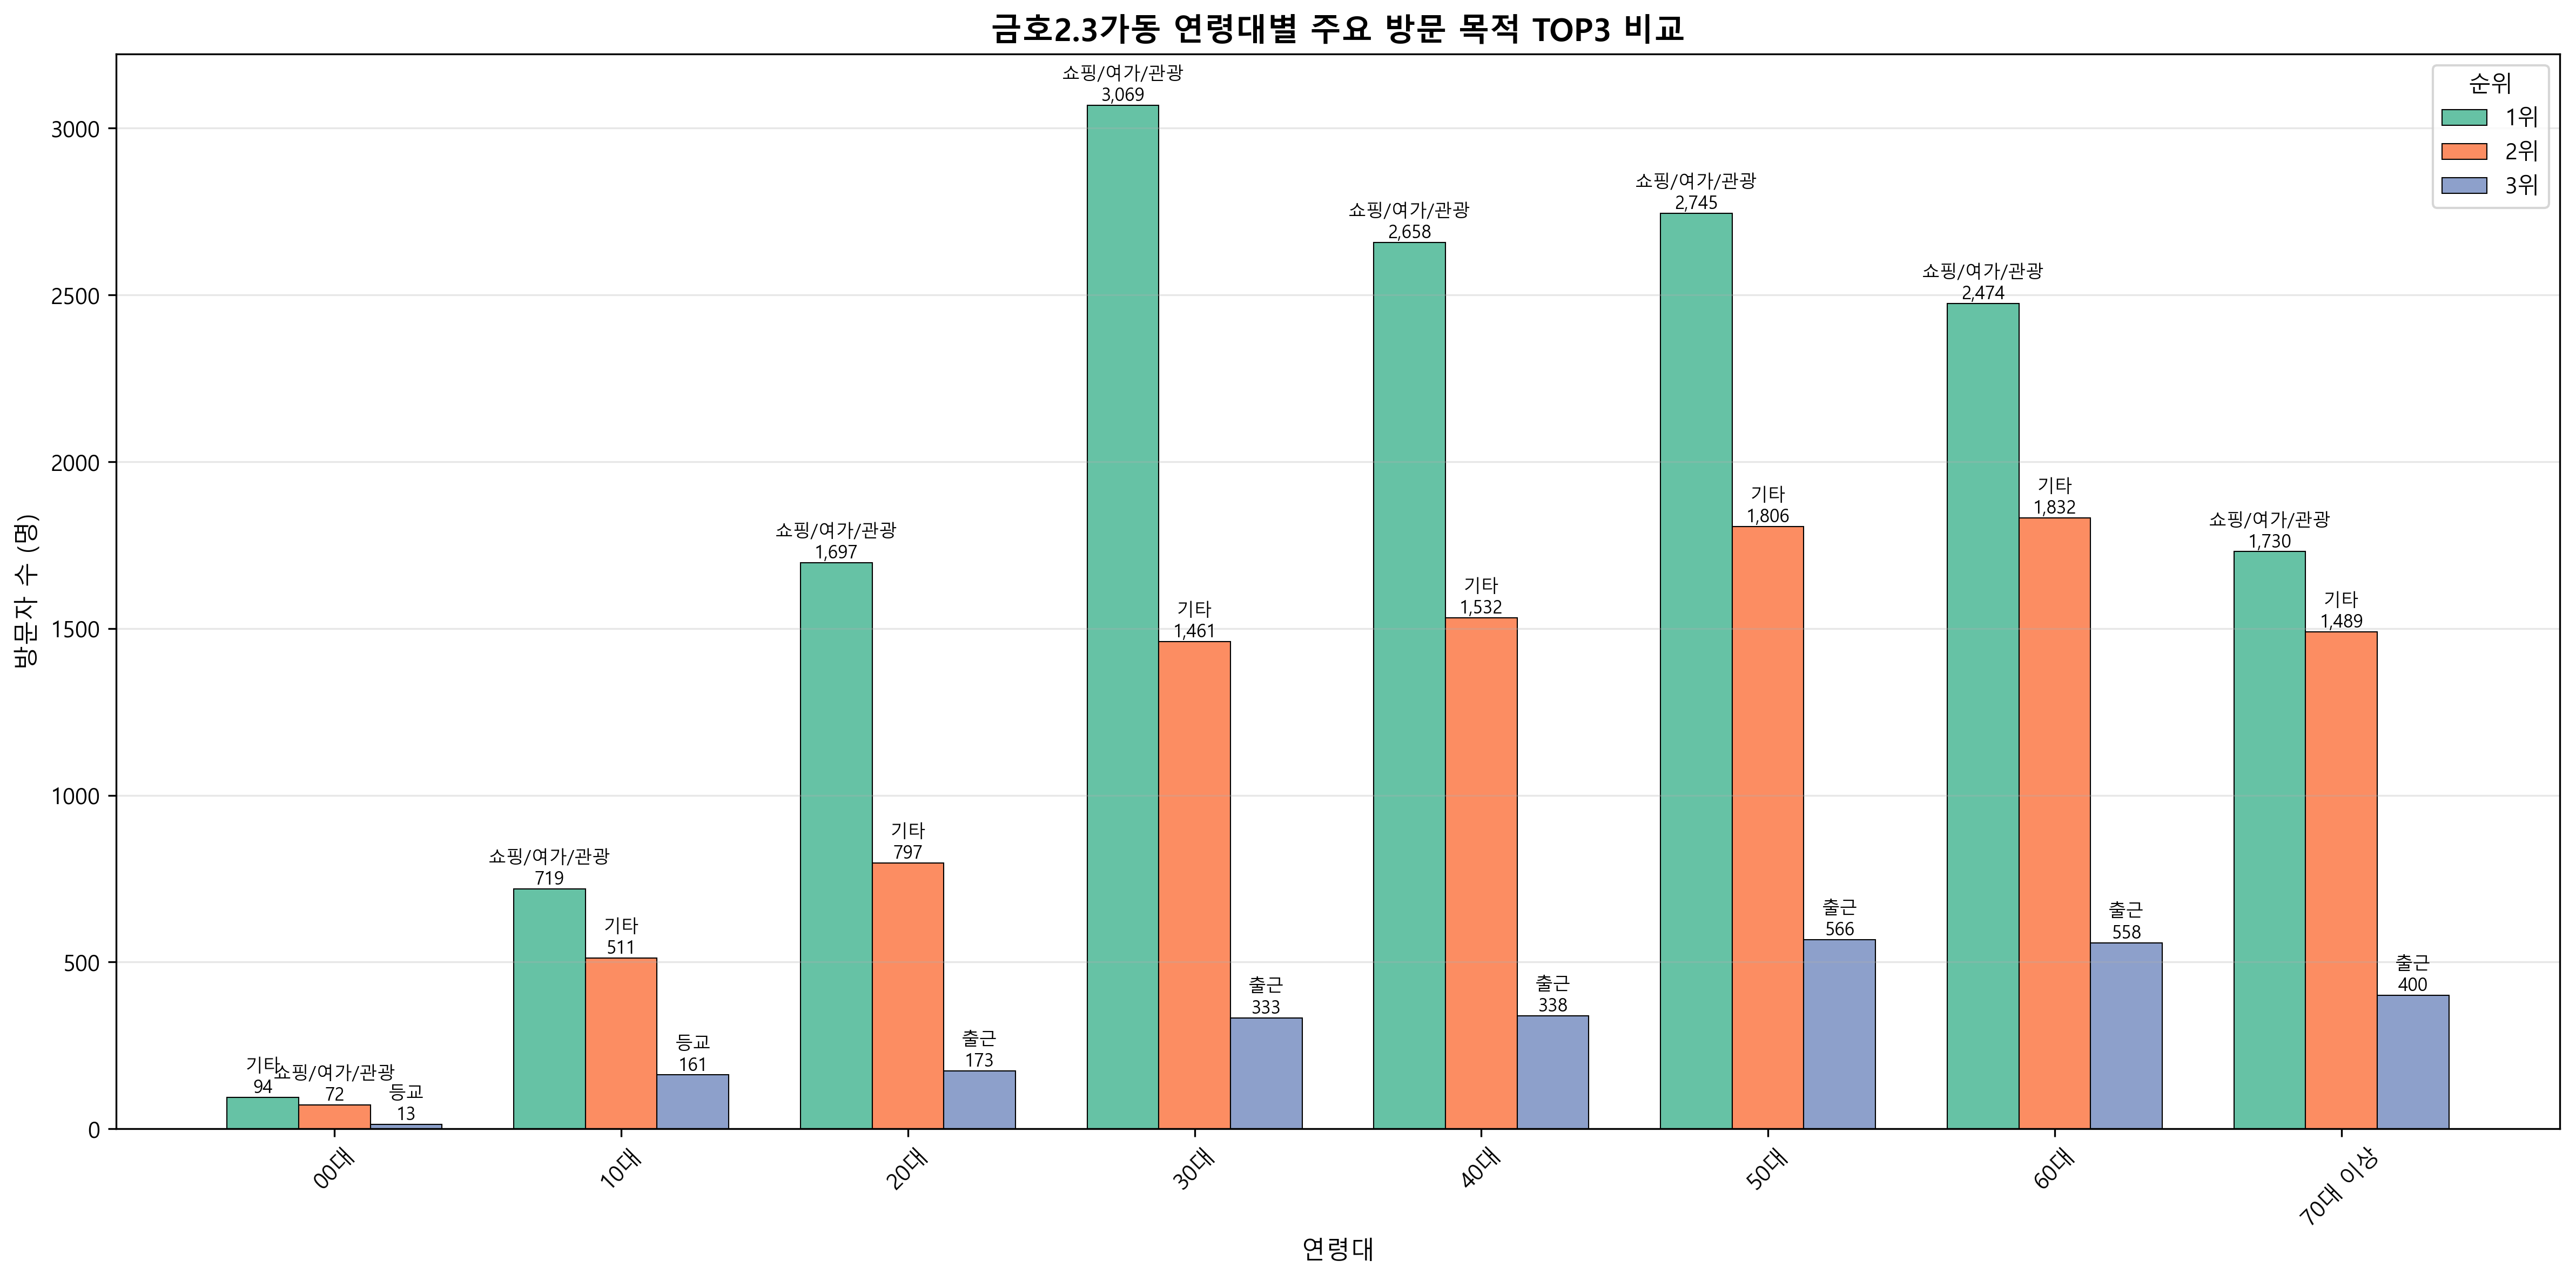 금호2.3가동 연령대별 주요 방문 목적 TOP3 비교
순위
1위
2위
3위
방문자 수 (명)
3000
2500
2000
1500
1000
500
0
기타
94
쇼핑/여가/관광
72
등교
13
쇼핑/여가/관광
719
기타
511
등교
161
쇼핑/여가/관광
1,697
기타
797
출근
173
쇼핑/여가/관광
3,069
기타
1,461
출근
333
쇼핑/여가/관광
2,658
기타
1,532
출근
338
쇼핑/여가/관광
2,745
기타
1,806
출근
566
쇼핑/여가/관광
2,474
기타
1,832
출근
558
쇼핑/여가/관광
1,730
기타
1,489
출근
400
00대
10대
20대
30대
40대
50대
60대
70대 이상
연령대